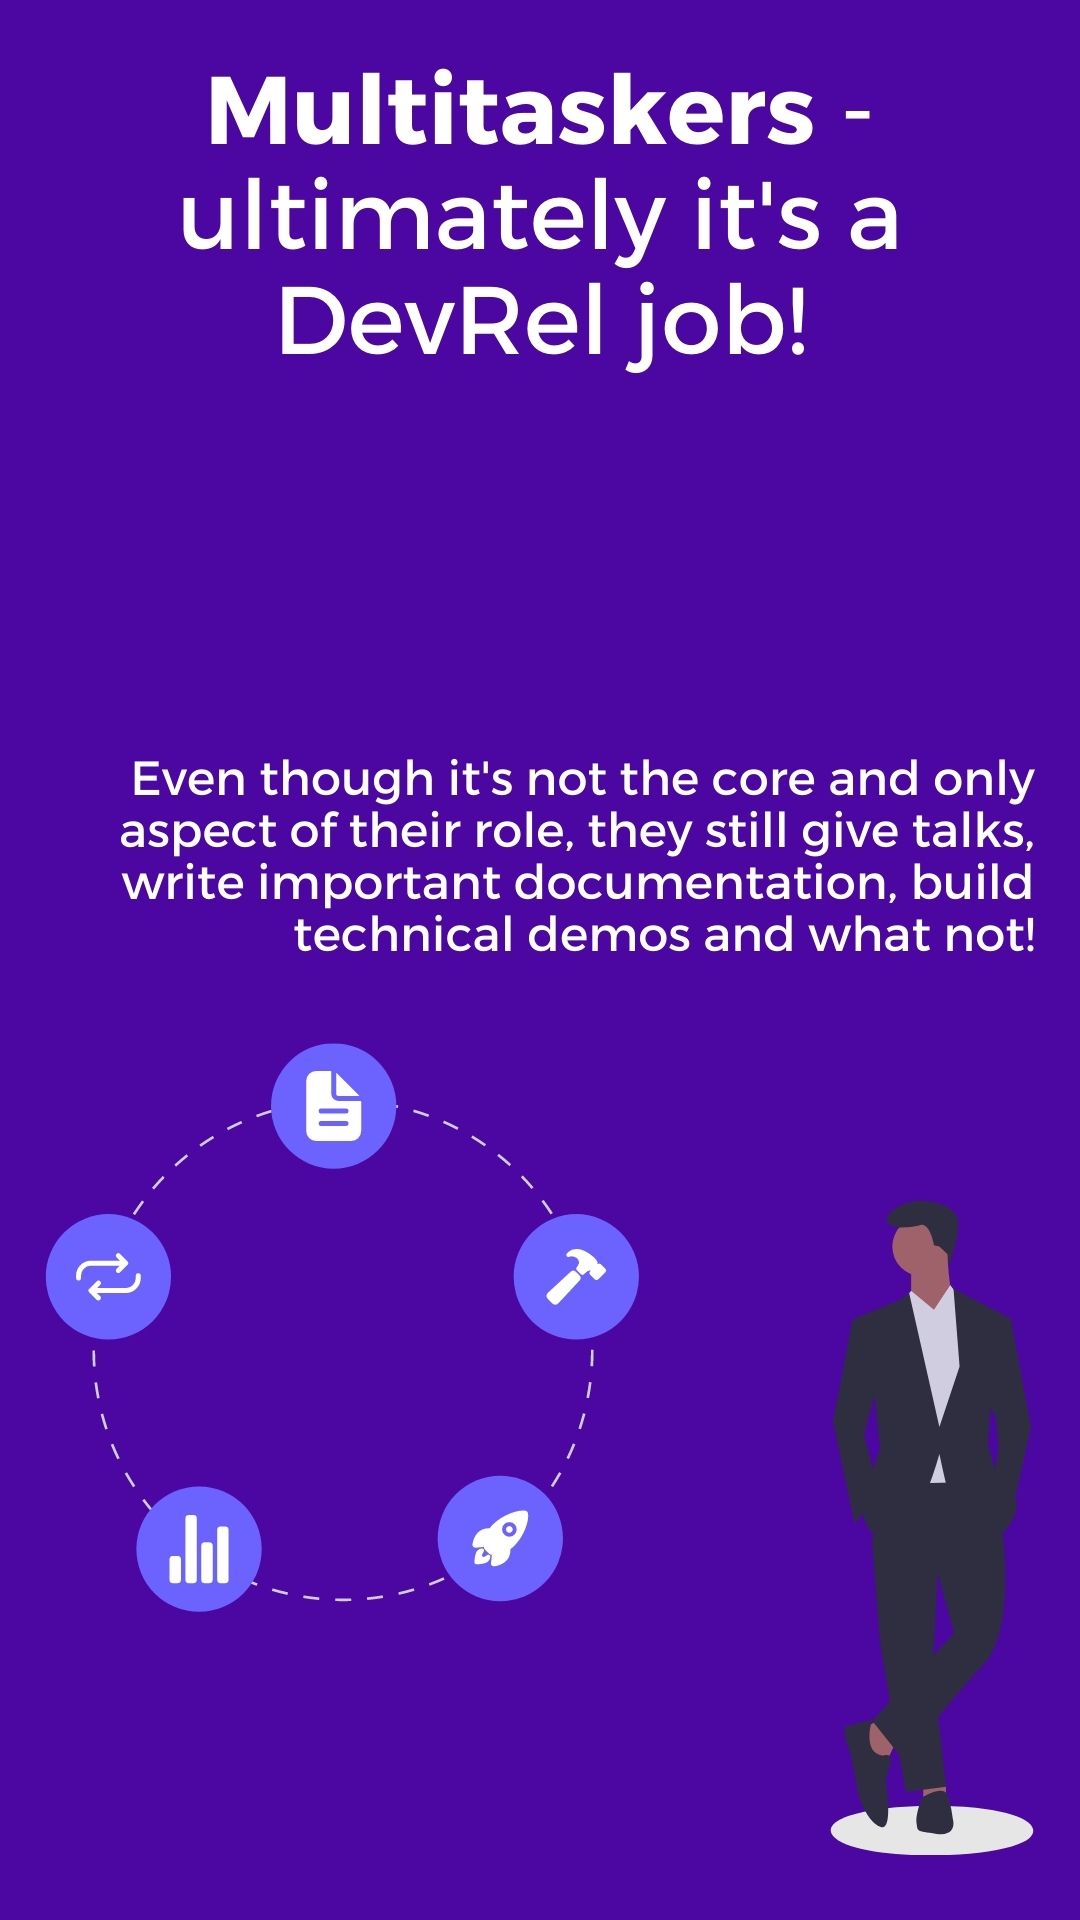 Multitaskers -
ultimately it's a
DevRel job!
Even though it's not the core and only
aspect of their role, they still give talks,
write important documentation, build
technical demos and what not!